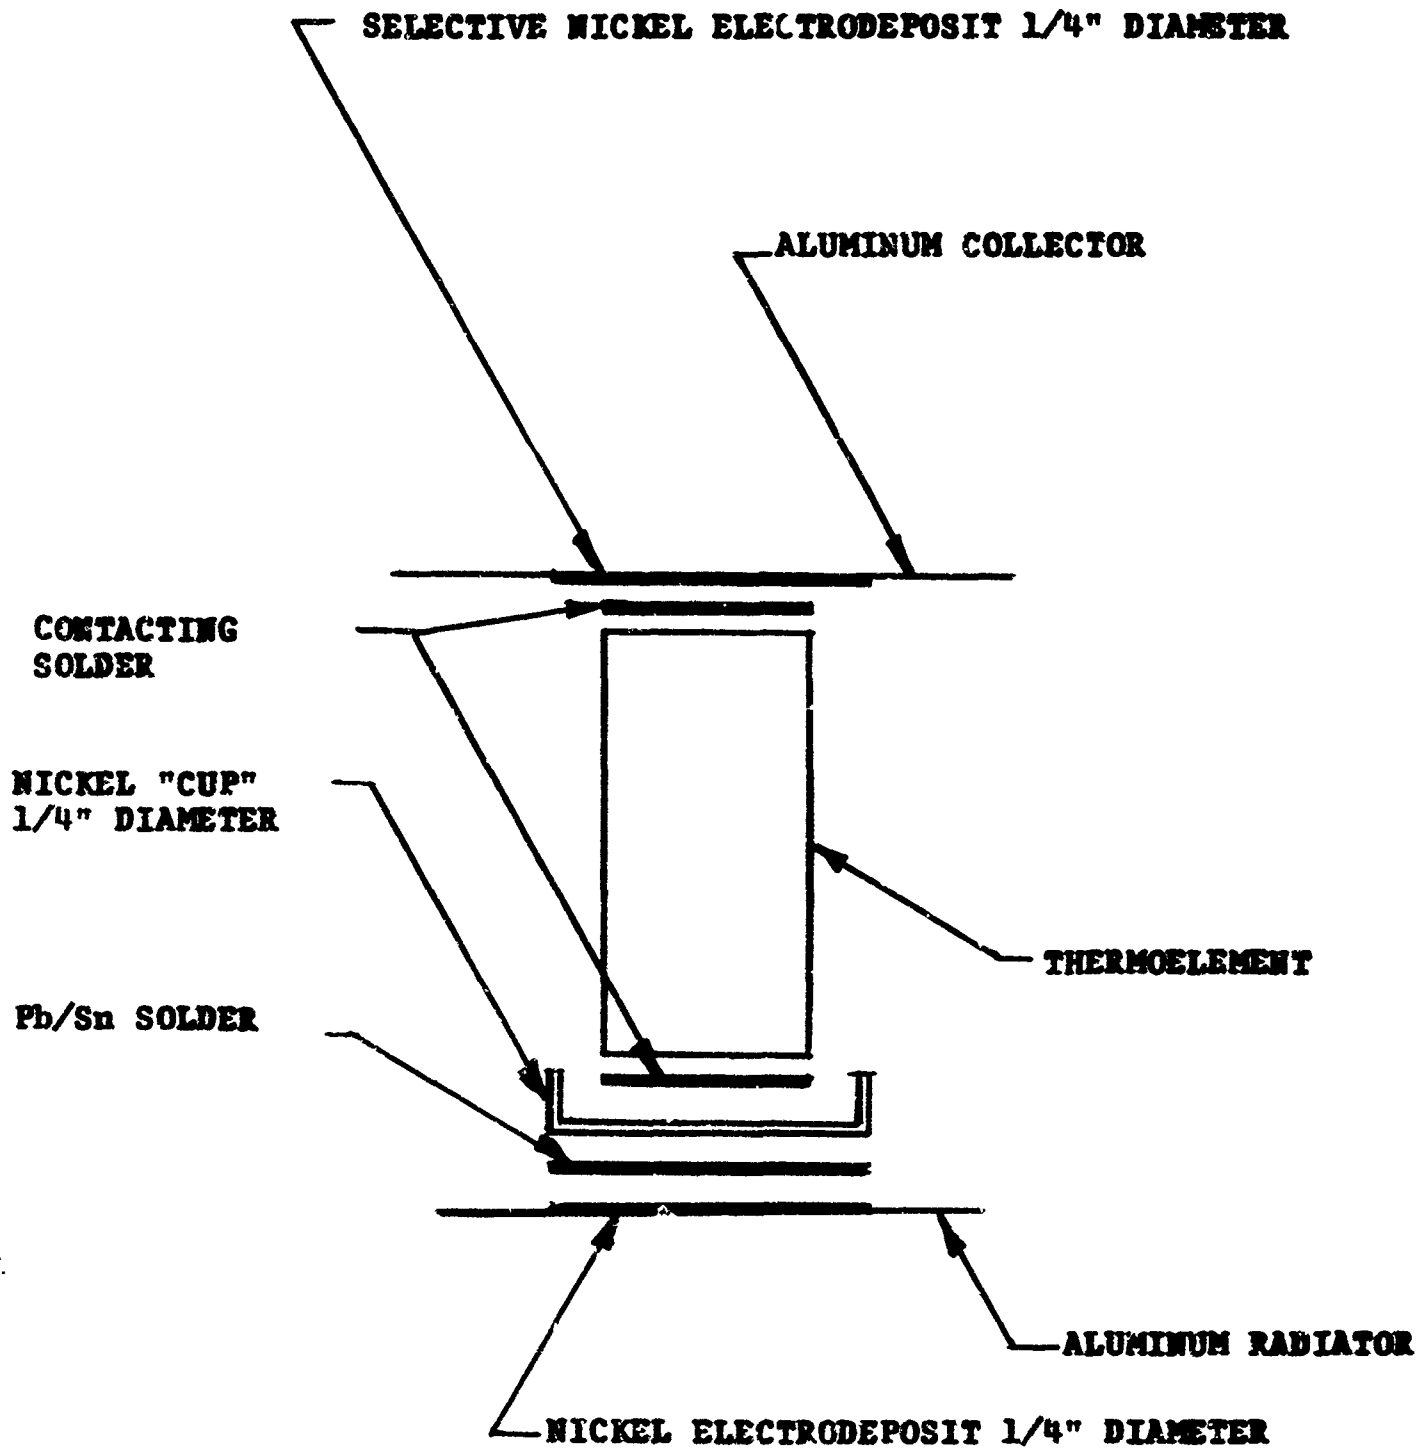 SELECTIVE NICKEL ELECTRODEPOSIT 1/4" DIAMETER
ALUMINUM COLLECTOR
CONTACTING
SOLDER
NICKEL "CUP"
1/4" DIAMETER
THERMOELEMENT
Pb/Sn SOLDER
ALUMINUM RADIATOR
NICKEL ELECTRODEPOSIT 1/4" DIAMETER